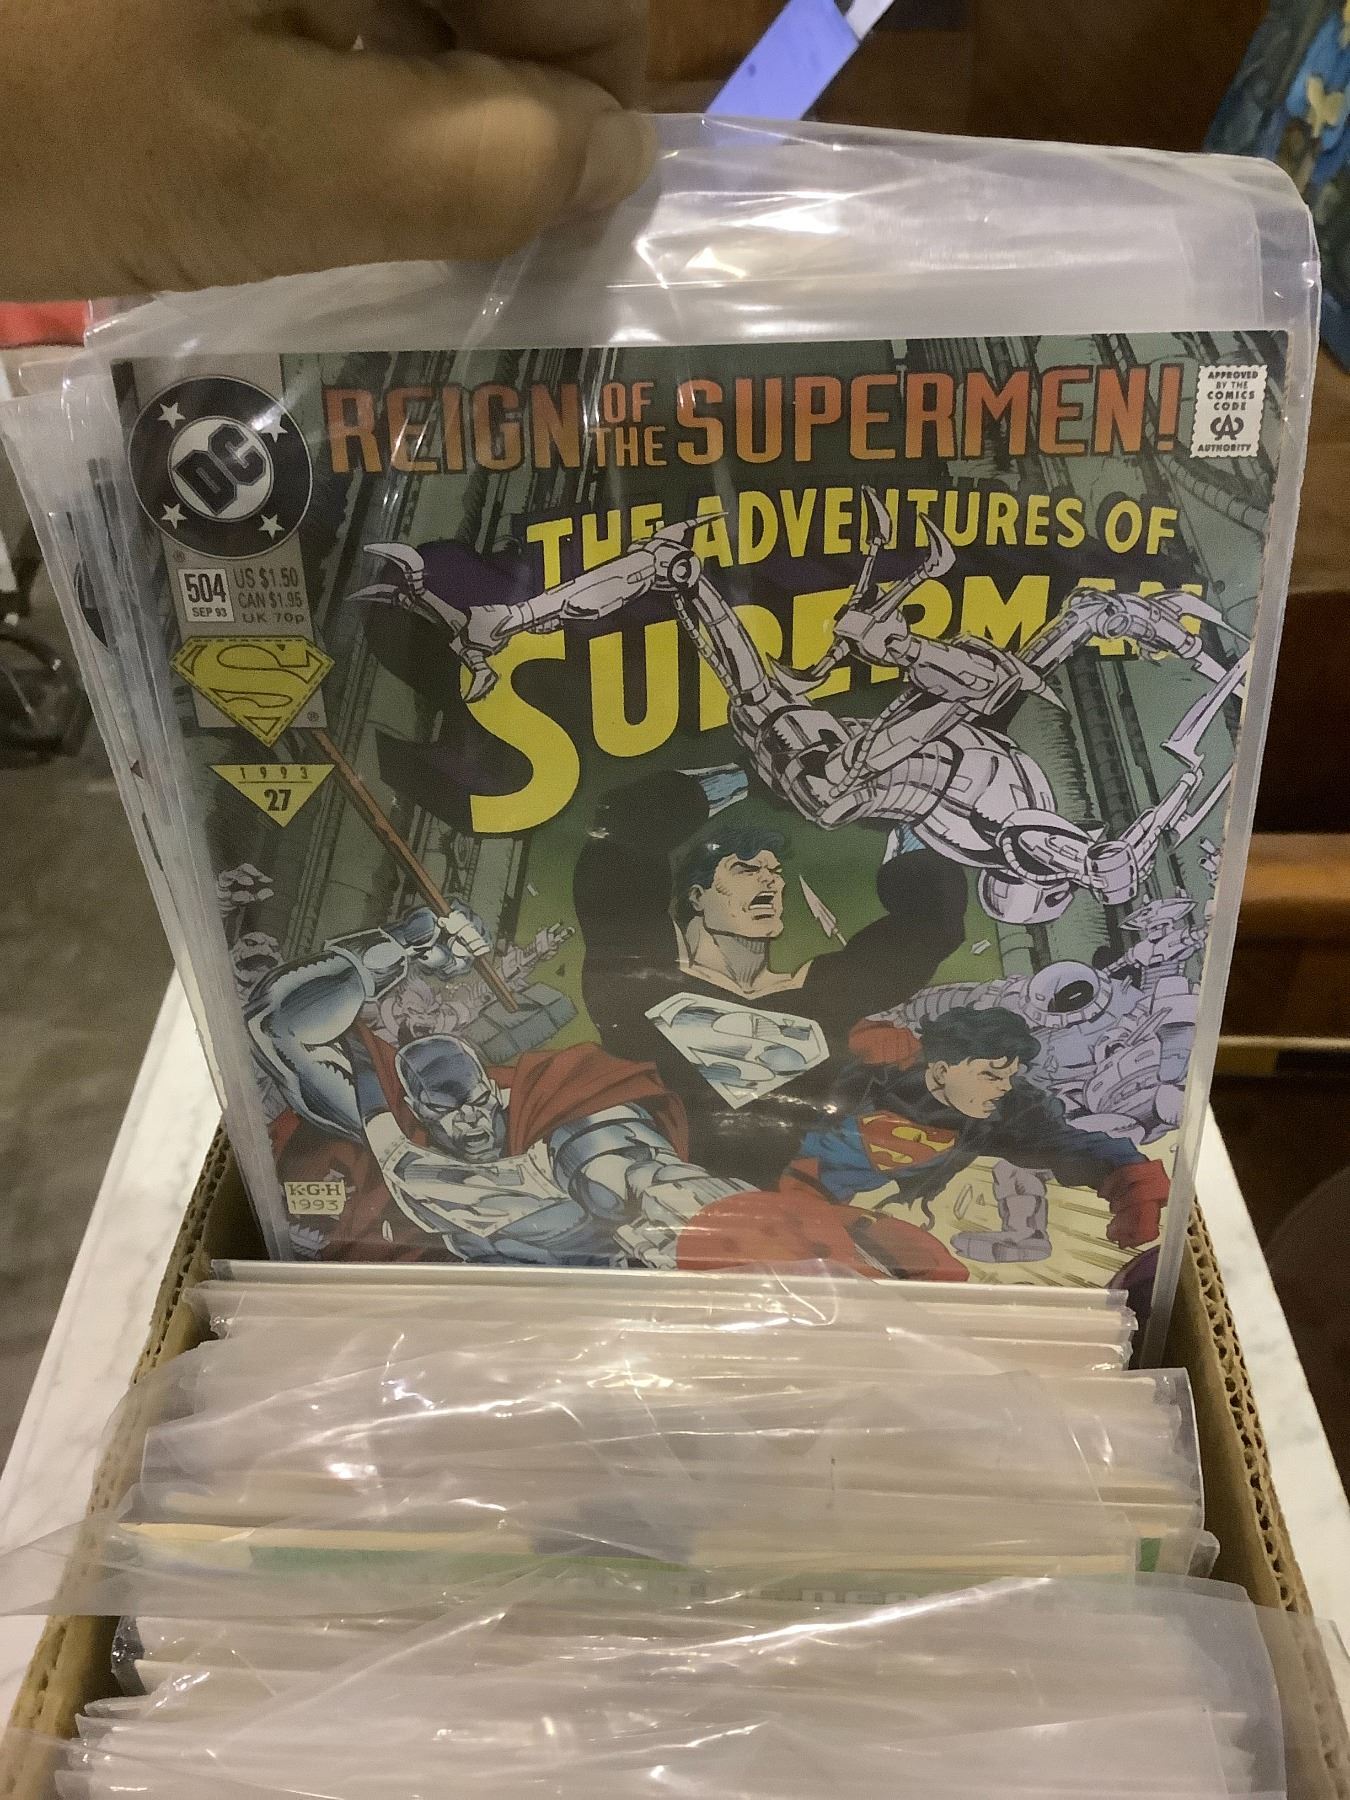 REIGN OF THE SUPERMEN!
APPROVED
BY THE
COMICS
CODE
CA
AUTHORITY
DC
THE ADVENTURES OF
SUPERMAN
504
SEP 93
US $1.50
CAN $1.95
UK 70p
S
®
1993
27
K·G·H
1993